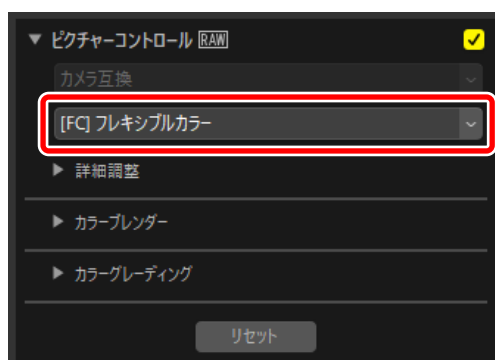 ピクチャーコントロール RAW
カメラ互換
[FC] フレキシブルカラー
詳細調整
カラーブレンダー
カラーグレーディング
リセット